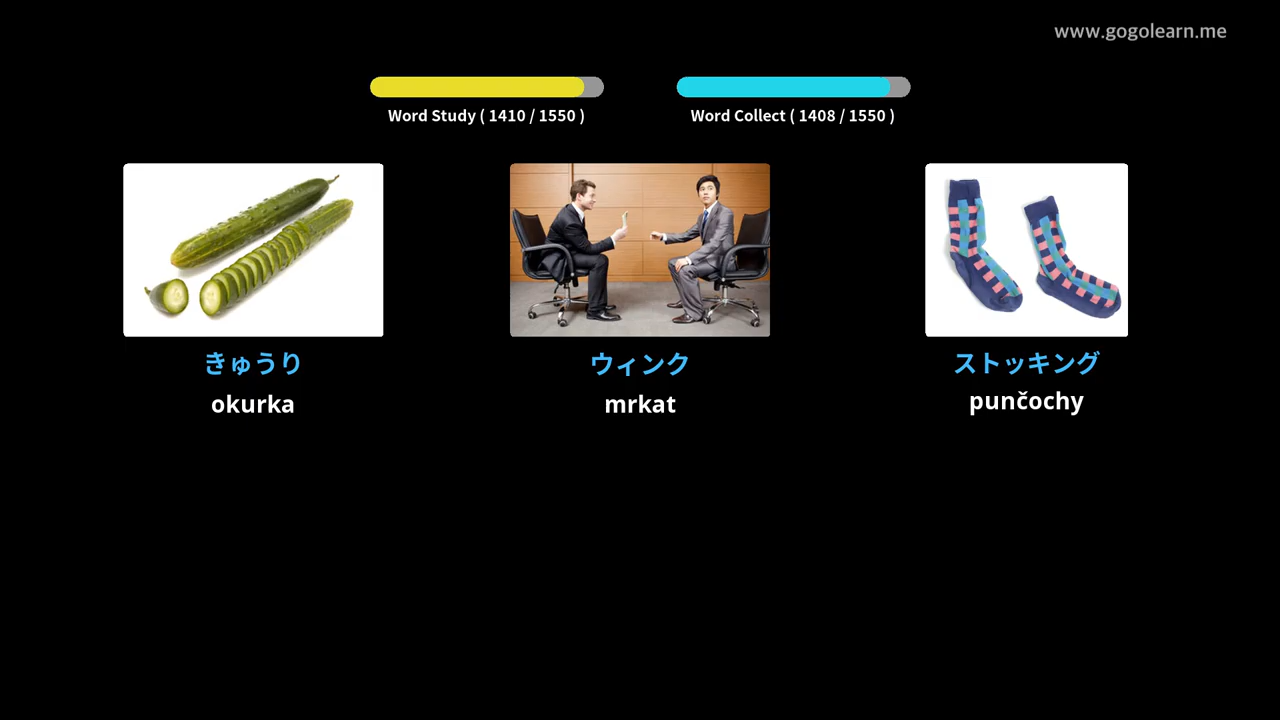 www.gogolearn.me
Word Study ( 1410 / 1550 )
Word Collect ( 1408 / 1550 )
きゅうり
ウィンク
ストッキング
okurka
mrkat
punčochy